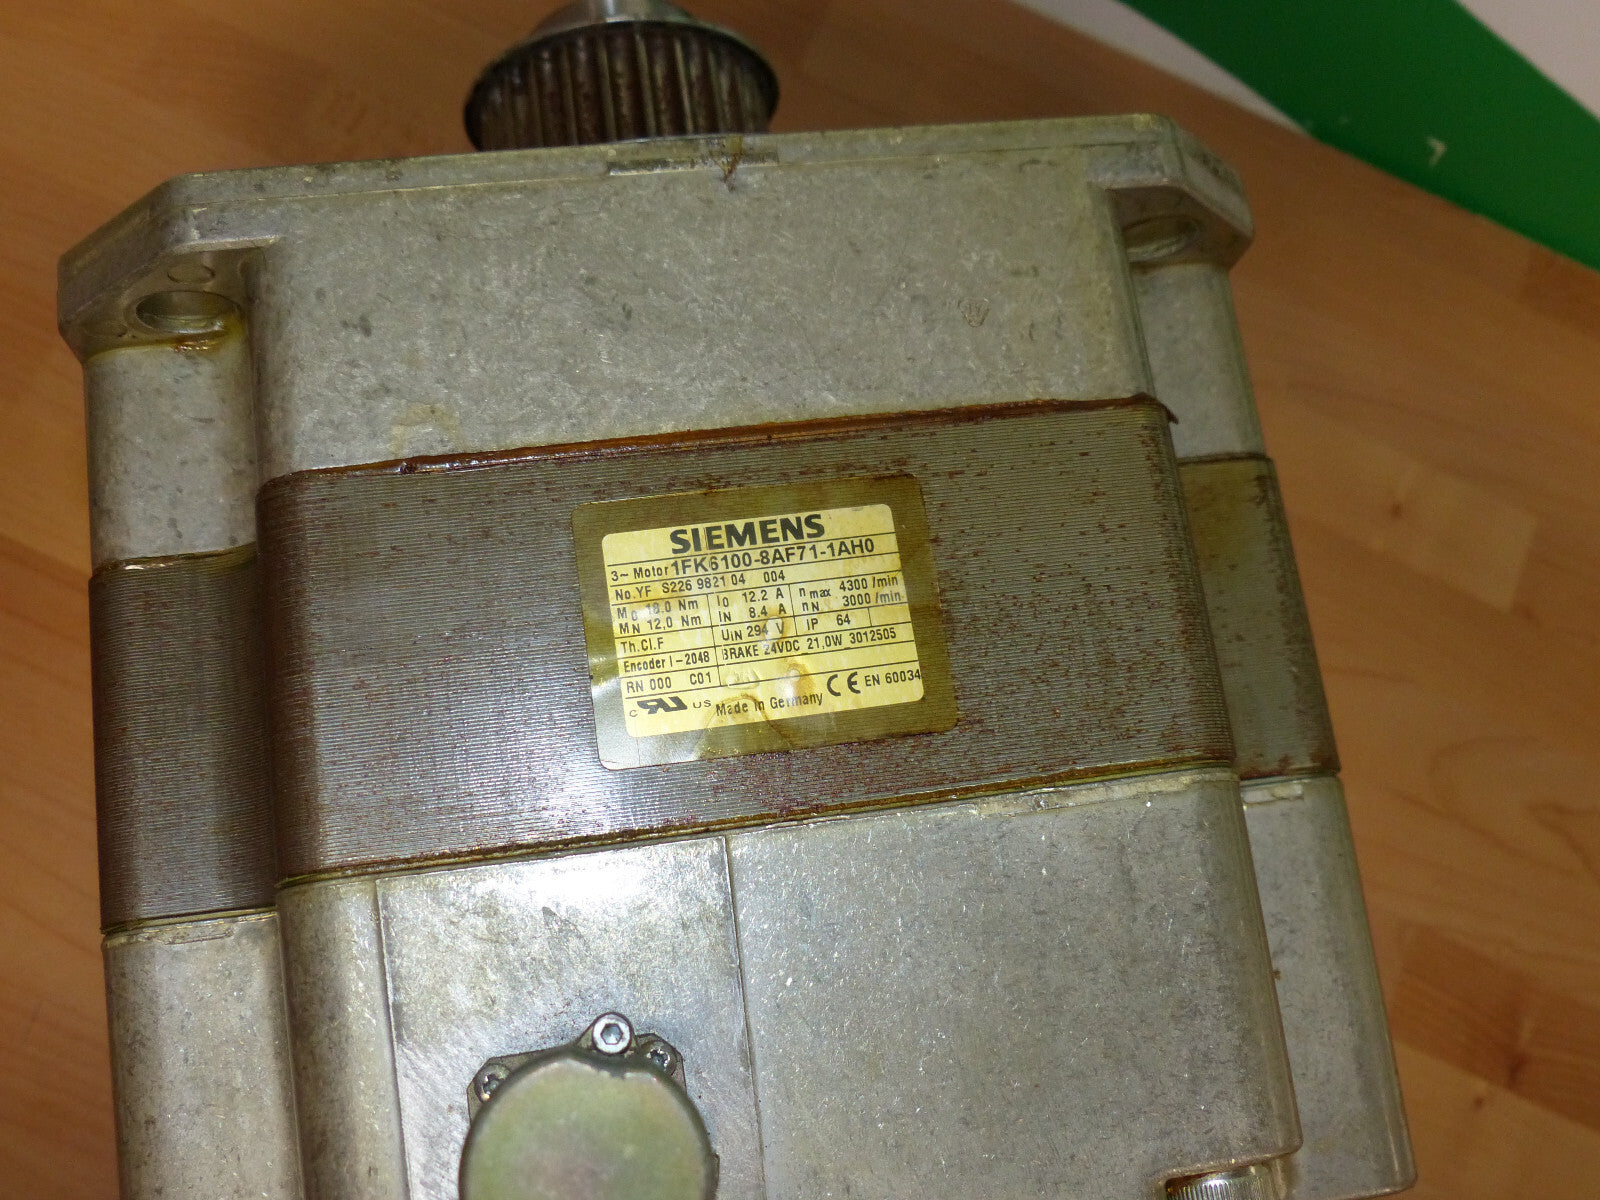 SIEMENS
3~ Motor 1FK6100-8AF71-1AH0
No.YF S226 9821 04 004
M0 18.0 Nm I0 12.2 A nmax 4300 /min
MN 12,0 Nm IN 8.4 A nN 3000 /min
Th.Cl.F UIN 294 V IP 64
Encoder I-2048 BRAKE 24VDC 21,0W 3012505
RN 000 C01
c RU US Made in Germany CE EN 60034